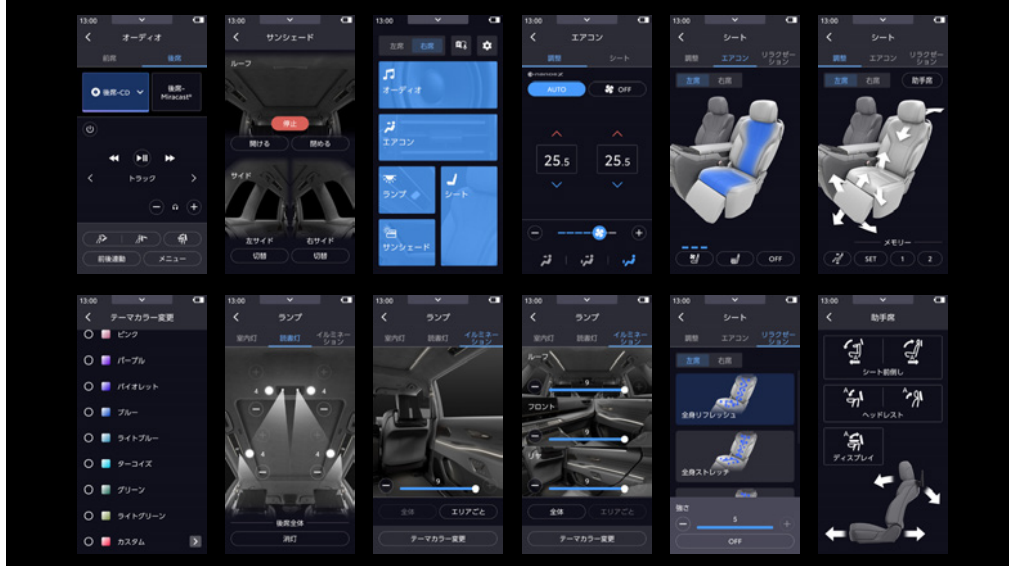 13:00
オーディオ
前席
後席
後席-CD
後席-
Miracast®
トラック
前後連動
メニュー
13:00
サンシェード
ルーフ
停止
開ける
閉める
サイド
左サイド
右サイド
切替
切替
13:00
左席
右席
オーディオ
エアコン
ランプ
シート
サンシェード
13:00
エアコン
調整
シート
AUTO
OFF
25.5
25.5
13:00
シート
調整
エアコン
リラクゼー
ション
左席
右席
OFF
13:00
シート
調整
エアコン
リラクゼー
ション
左席
右席
助手席
メモリー
SET
1
2
13:00
テーマカラー変更
ピンク
パープル
バイオレット
ブルー
ライトブルー
ターコイズ
グリーン
ライトグリーン
カスタム
13:00
ランプ
室内灯
読書灯
イルミネー
ション
4
4
4
4
後席全体
消灯
13:00
ランプ
室内灯
読書灯
イルミネー
ション
9
全体
エリアごと
テーマカラー変更
13:00
ランプ
室内灯
読書灯
イルミネー
ション
ルーフ
9
フロント
9
リヤ
9
全体
エリアごと
テーマカラー変更
13:00
シート
調整
エアコン
リラクゼー
ション
左席
右席
全身リフレッシュ
全身ストレッチ
強さ
5
OFF
13:00
助手席
シート前倒し
A
A
ヘッドレスト
A
ディスプレイ